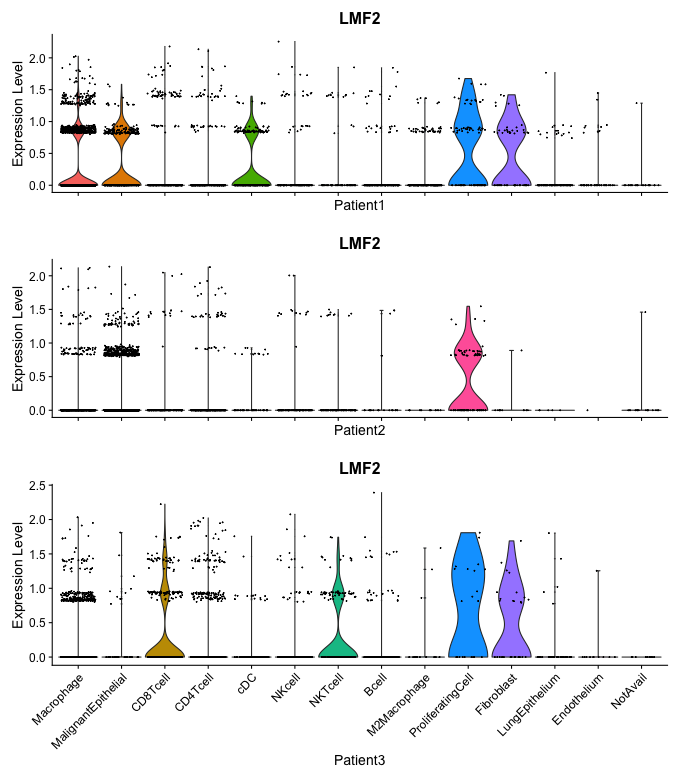 LMF2
Expression Level
2.0
1.5
1.0
0.5
0.0
Patient1
LMF2
Expression Level
2.0
1.5
1.0
0.5
0.0
Patient2
LMF2
Expression Level
2.5
2.0
1.5
1.0
0.5
0.0
Macrophage
MalignantEpithelial
CD8Tcell
CD4Tcell
cDC
NKcell
NKTcell
Bcell
M2Macrophage
ProliferatingCell
Fibroblast
LungEpithelium
Endothelium
NotAvail
Patient3